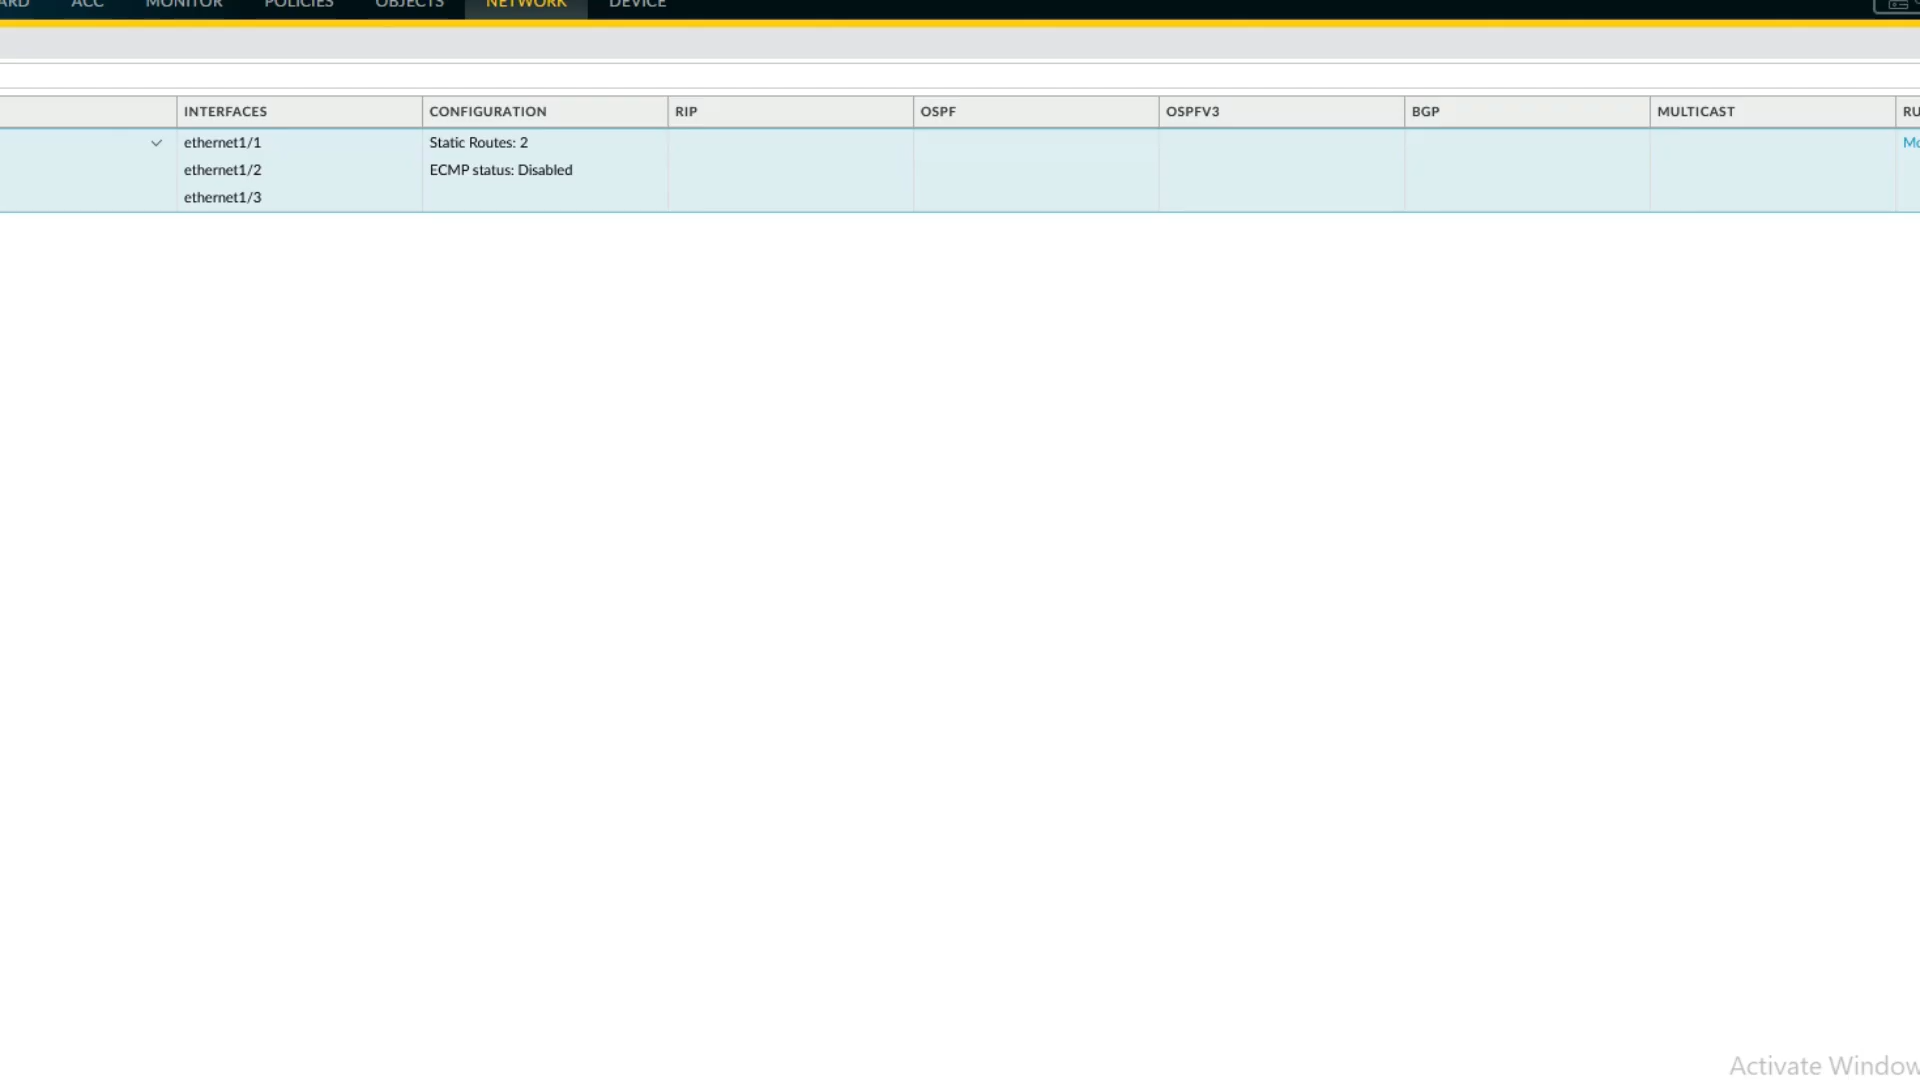 ACC MONITOR POLICIES OBJECTS NETWORK DEVICE
INTERFACES CONFIGURATION RIP OSPF OSPFV3 BGP MULTICAST
ethernet1/1 Static Routes: 2
ethernet1/2 ECMP status: Disabled
ethernet1/3
Activate